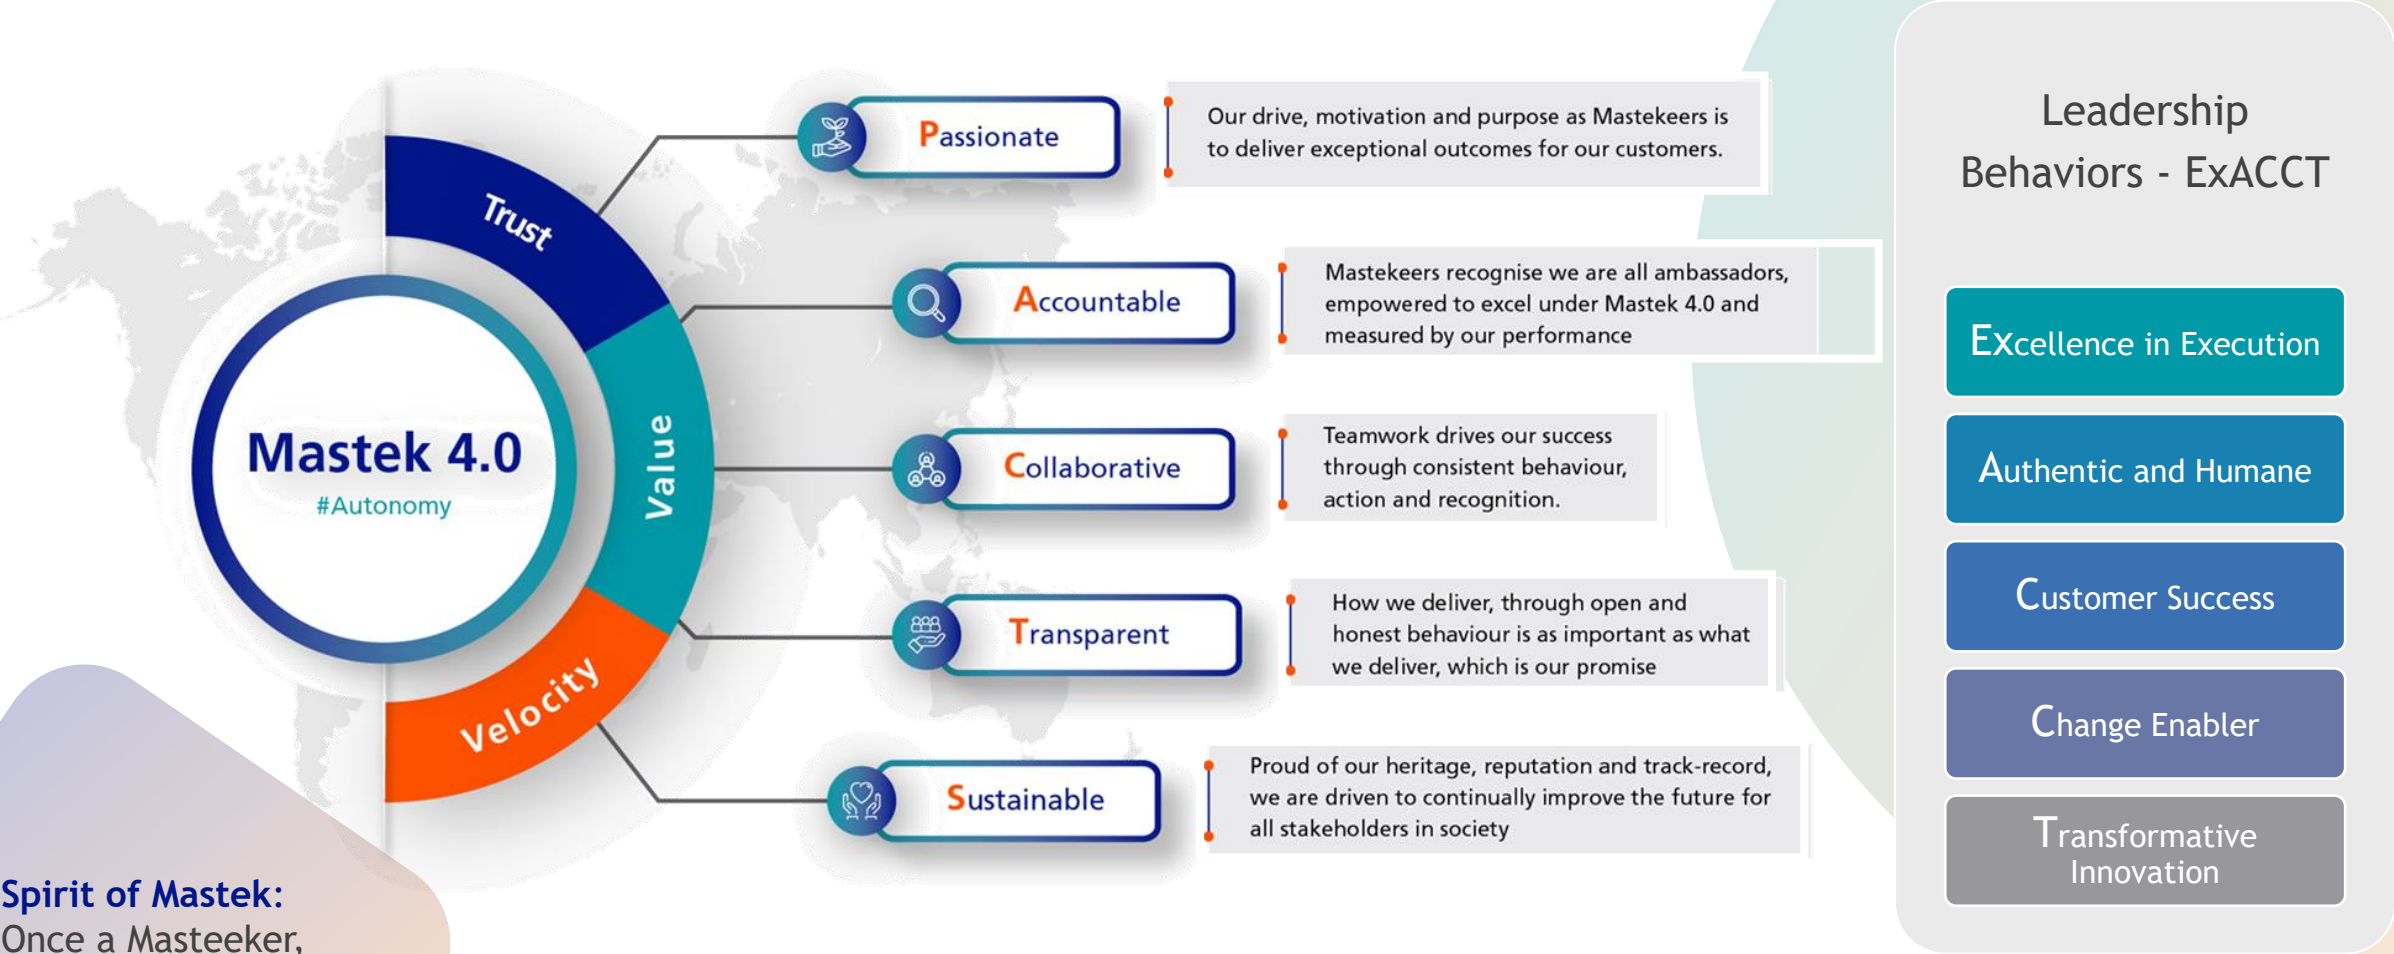 Trust
Value
Velocity
Mastek 4.0
#Autonomy
Passionate
Our drive, motivation and purpose as Mastekeers is
to deliver exceptional outcomes for our customers.
Accountable
Mastekeers recognise we are all ambassadors,
empowered to excel under Mastek 4.0 and
measured by our performance
Collaborative
Teamwork drives our success
through consistent behaviour,
action and recognition.
Transparent
How we deliver, through open and
honest behaviour is as important as what
we deliver, which is our promise
Sustainable
Proud of our heritage, reputation and track-record,
we are driven to continually improve the future for
all stakeholders in society
Spirit of Mastek:
Once a Masteeker,
Leadership
Behaviors - ExACCT
Excellence in Execution
Authentic and Humane
Customer Success
Change Enabler
Transformative
Innovation